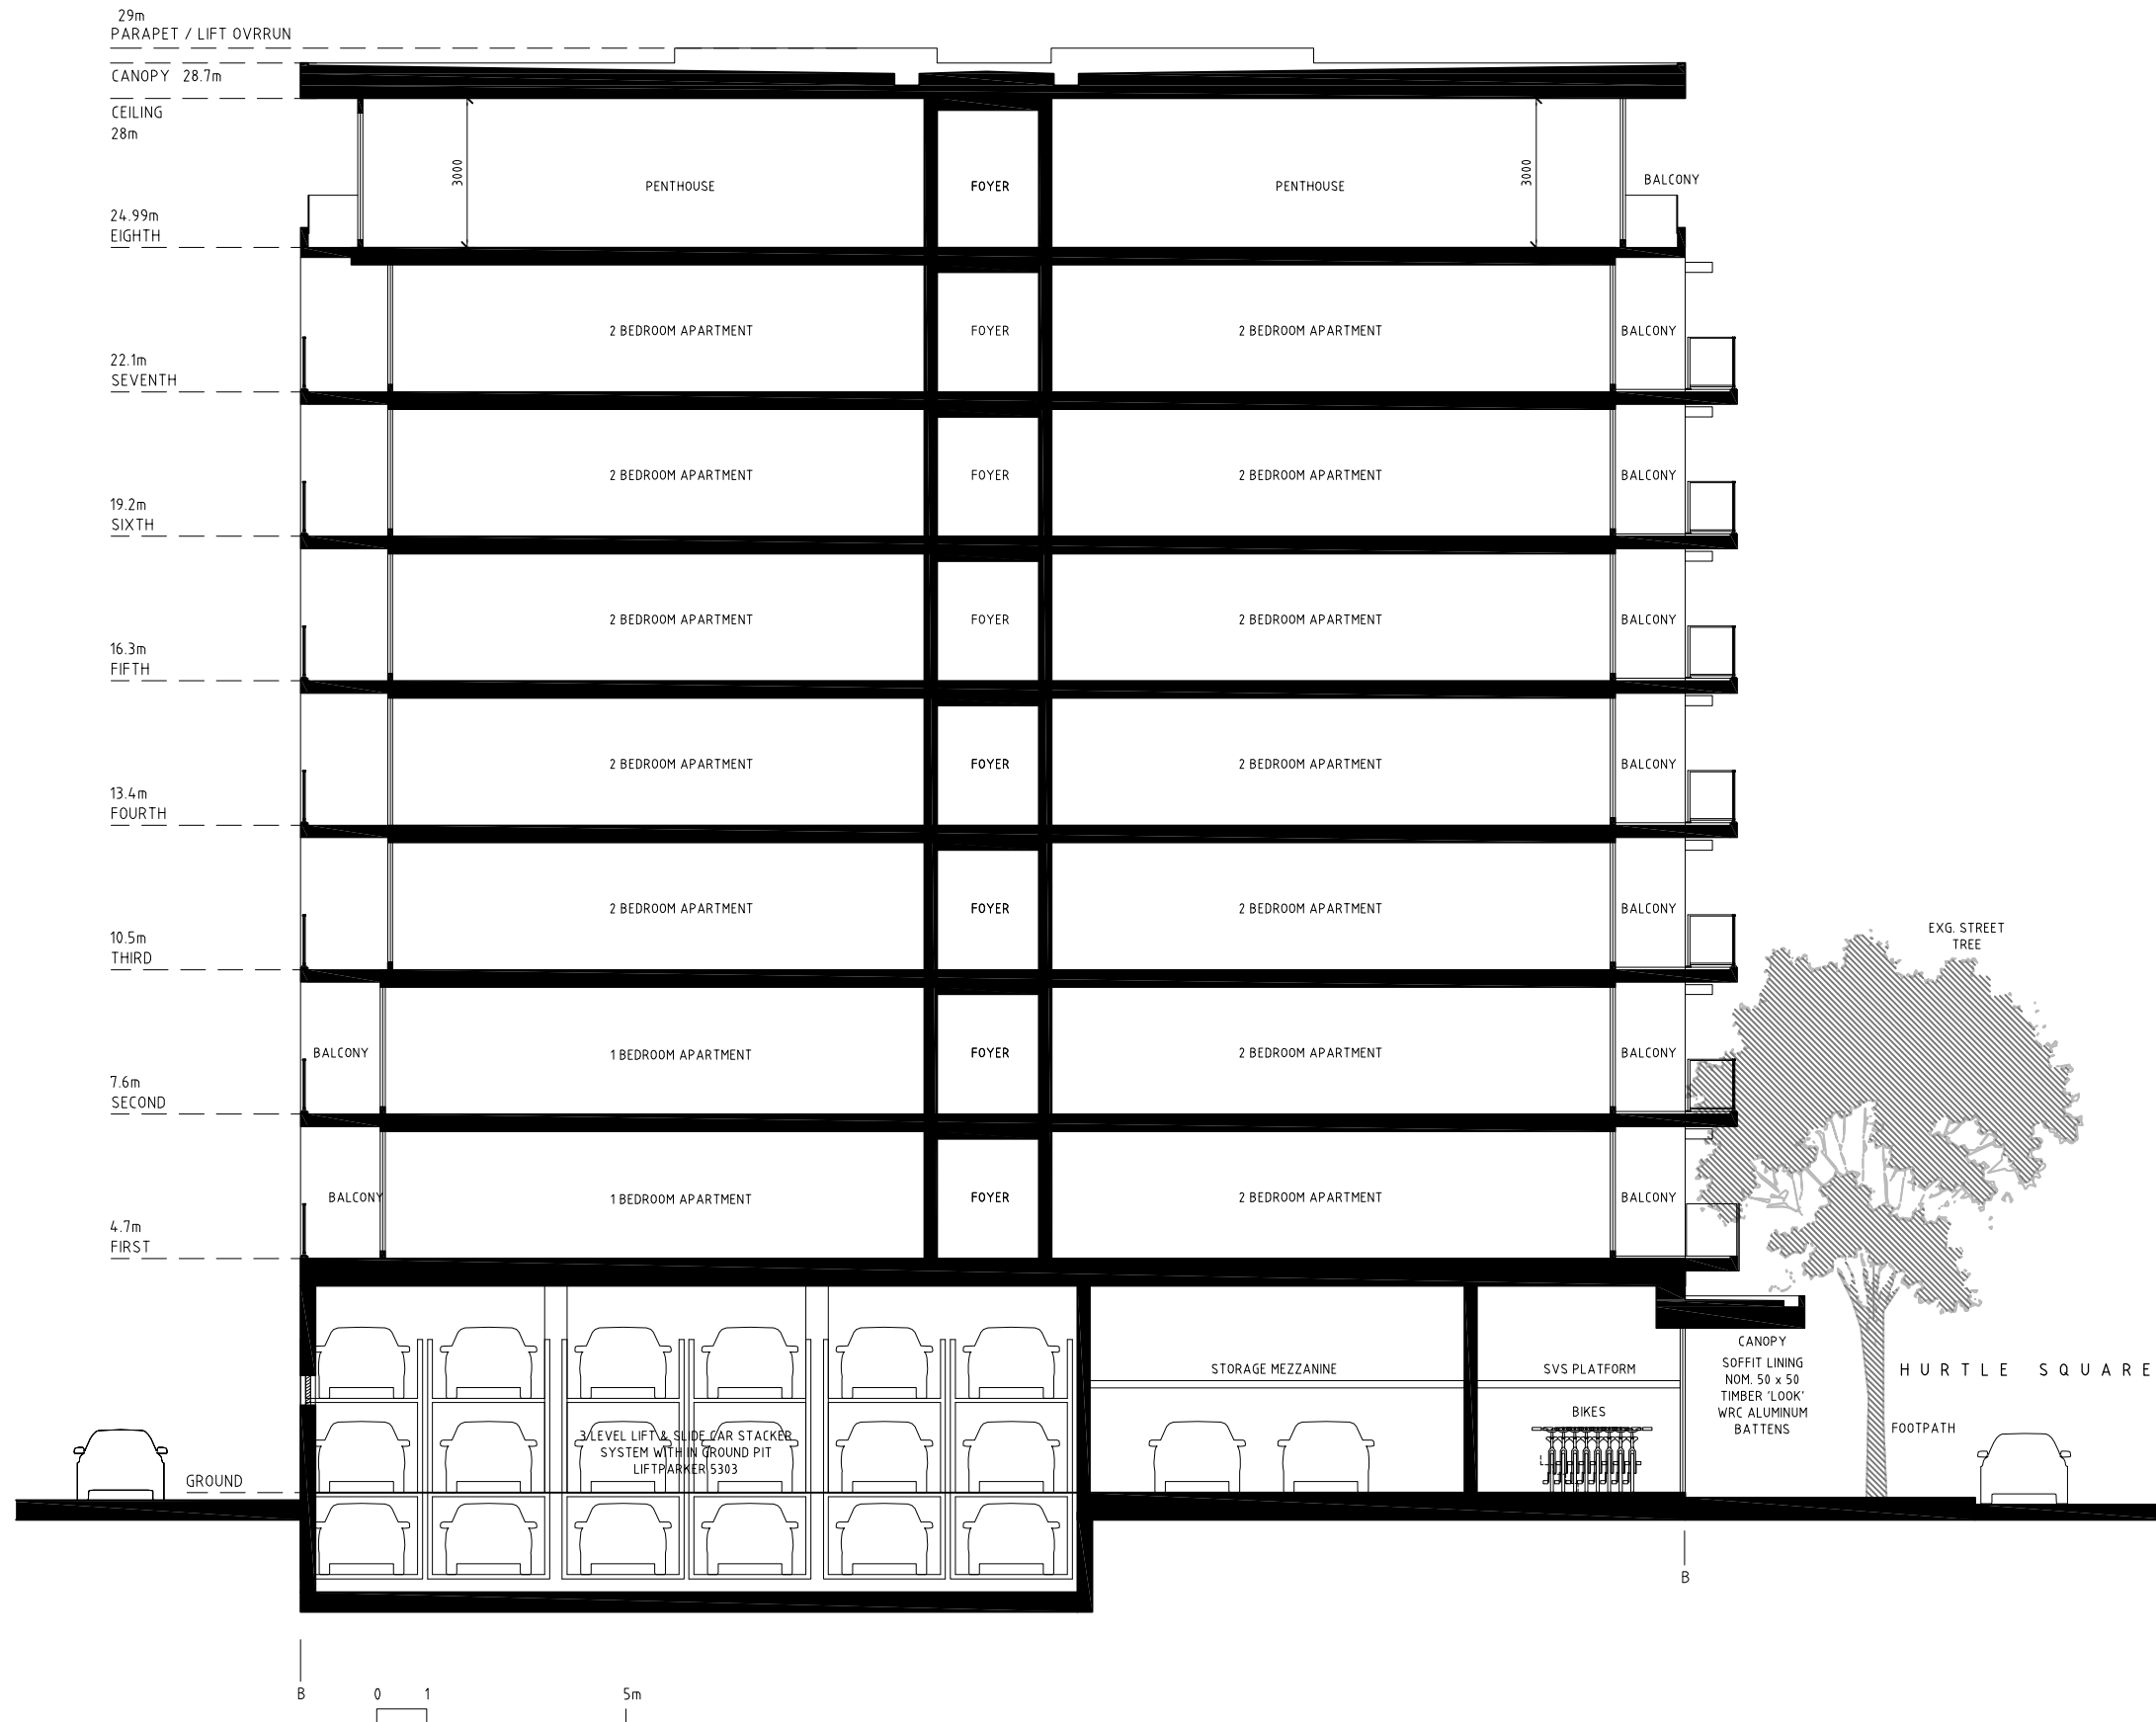 29m
PARAPET / LIFT OVRRUN
CANOPY 28.7m
CEILING
28m
3000
PENTHOUSE
FOYER
PENTHOUSE
3000
BALCONY
24.99m
EIGHTH
2 BEDROOM APARTMENT
FOYER
2 BEDROOM APARTMENT
BALCONY
22.1m
SEVENTH
2 BEDROOM APARTMENT
FOYER
2 BEDROOM APARTMENT
BALCONY
19.2m
SIXTH
2 BEDROOM APARTMENT
FOYER
2 BEDROOM APARTMENT
BALCONY
16.3m
FIFTH
2 BEDROOM APARTMENT
FOYER
2 BEDROOM APARTMENT
BALCONY
13.4m
FOURTH
2 BEDROOM APARTMENT
FOYER
2 BEDROOM APARTMENT
BALCONY
EXG. STREET
TREE
10.5m
THIRD
BALCONY
1 BEDROOM APARTMENT
FOYER
2 BEDROOM APARTMENT
BALCONY
7.6m
SECOND
BALCONY
1 BEDROOM APARTMENT
FOYER
2 BEDROOM APARTMENT
BALCONY
4.7m
FIRST
STORAGE MEZZANINE
SVS PLATFORM
BIKES
CANOPY
SOFFIT LINING
NOM. 50 x 50
TIMBER 'LOOK'
WRC ALUMINUM
BATTENS
HURTLE SQUARE
FOOTPATH
3 LEVEL LIFT & SLIDE CAR STACKER
SYSTEM WITH IN GROUND PIT
LIFTPARKER 5303
GROUND
B
B
0 1 5m